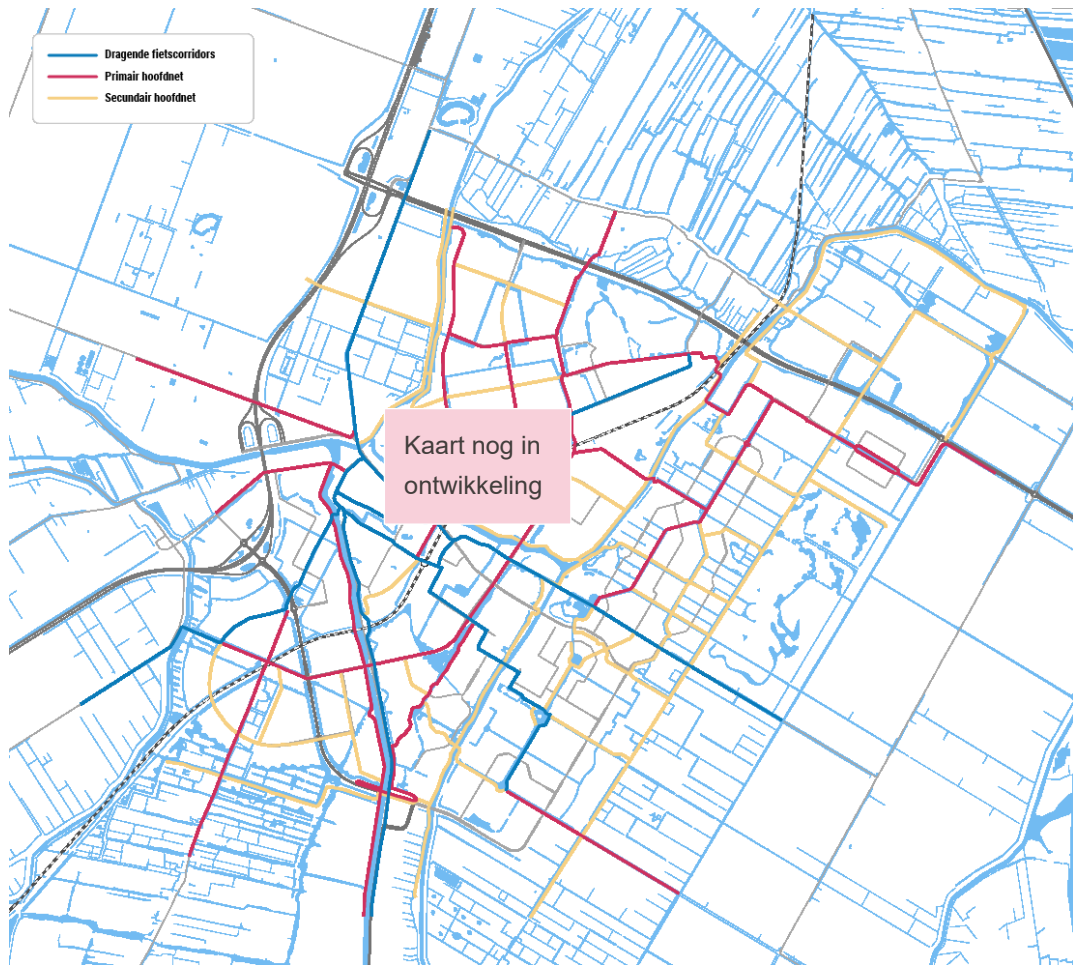 Dragende fietscorridors
Primair hoofdnet
Secundair hoofdnet
Kaart nog in
ontwikkeling